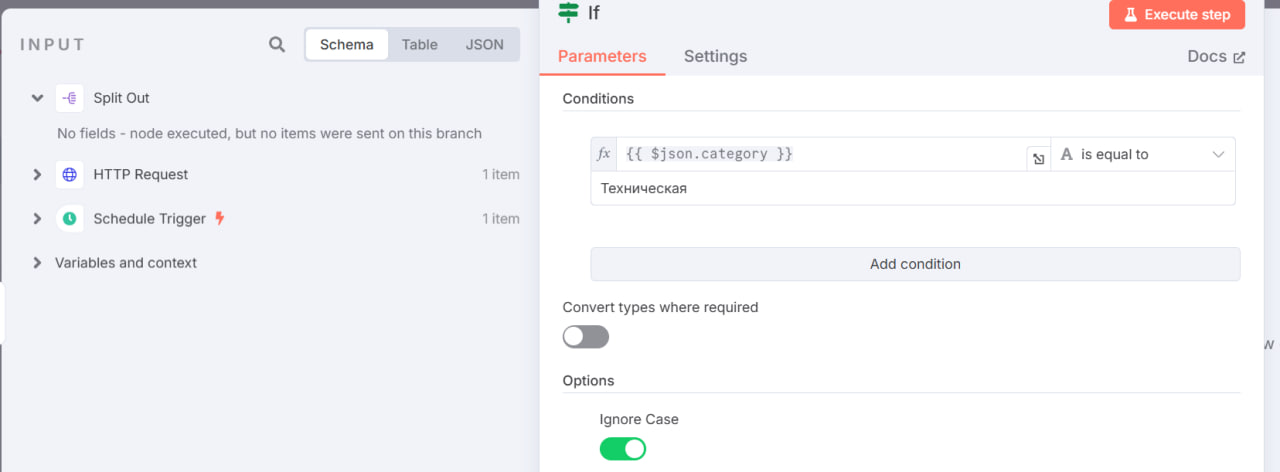 If
Execute step
INPUT
Schema Table JSON
Parameters Settings Docs
Split Out
No fields - node executed, but no items were sent on this branch
HTTP Request 1 item
Schedule Trigger 1 item
Variables and context
Conditions
fx {{ $json.category }} A is equal to
Техническая
Add condition
Convert types where required
w
Options
Ignore Case